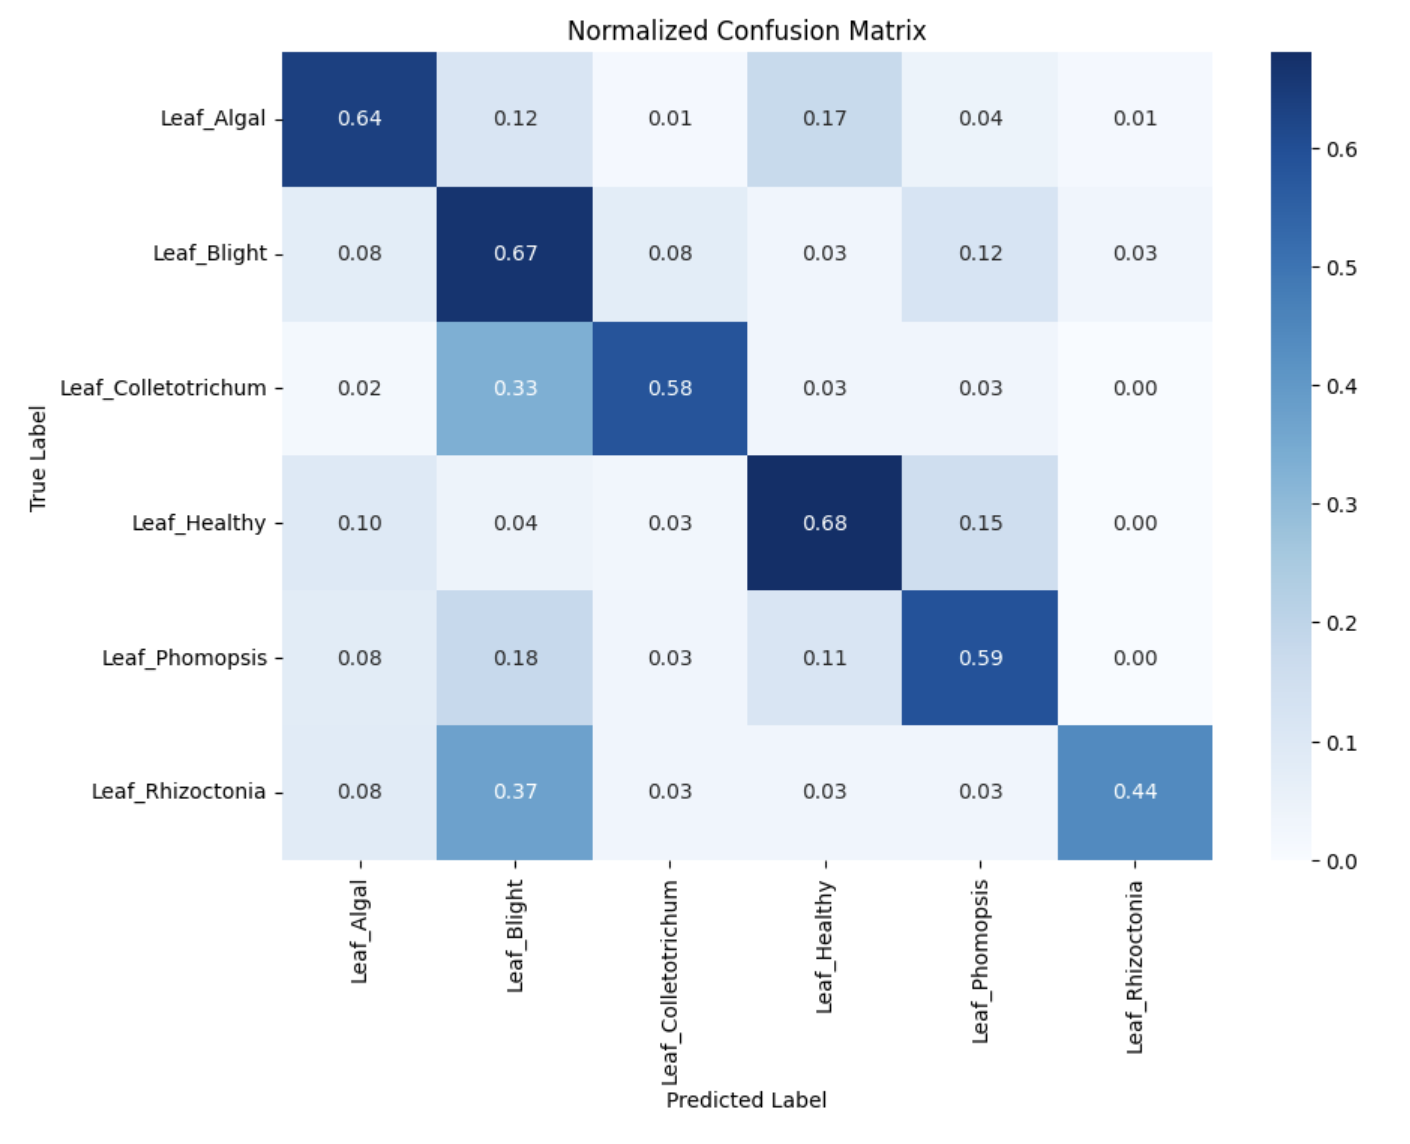 Normalized Confusion Matrix
True Label
Leaf_Algal 0.64 0.12 0.01 0.17 0.04 0.01
Leaf_Blight 0.08 0.67 0.08 0.03 0.12 0.03
Leaf_Colletotrichum 0.02 0.33 0.58 0.03 0.03 0.00
Leaf_Healthy 0.10 0.04 0.03 0.68 0.15 0.00
Leaf_Phomopsis 0.08 0.18 0.03 0.11 0.59 0.00
Leaf_Rhizoctonia 0.08 0.37 0.03 0.03 0.03 0.44
Leaf_Algal
Leaf_Blight
Leaf_Colletotrichum
Leaf_Healthy
Leaf_Phomopsis
Leaf_Rhizoctonia
Predicted Label
0.6
0.5
0.4
0.3
0.2
0.1
0.0